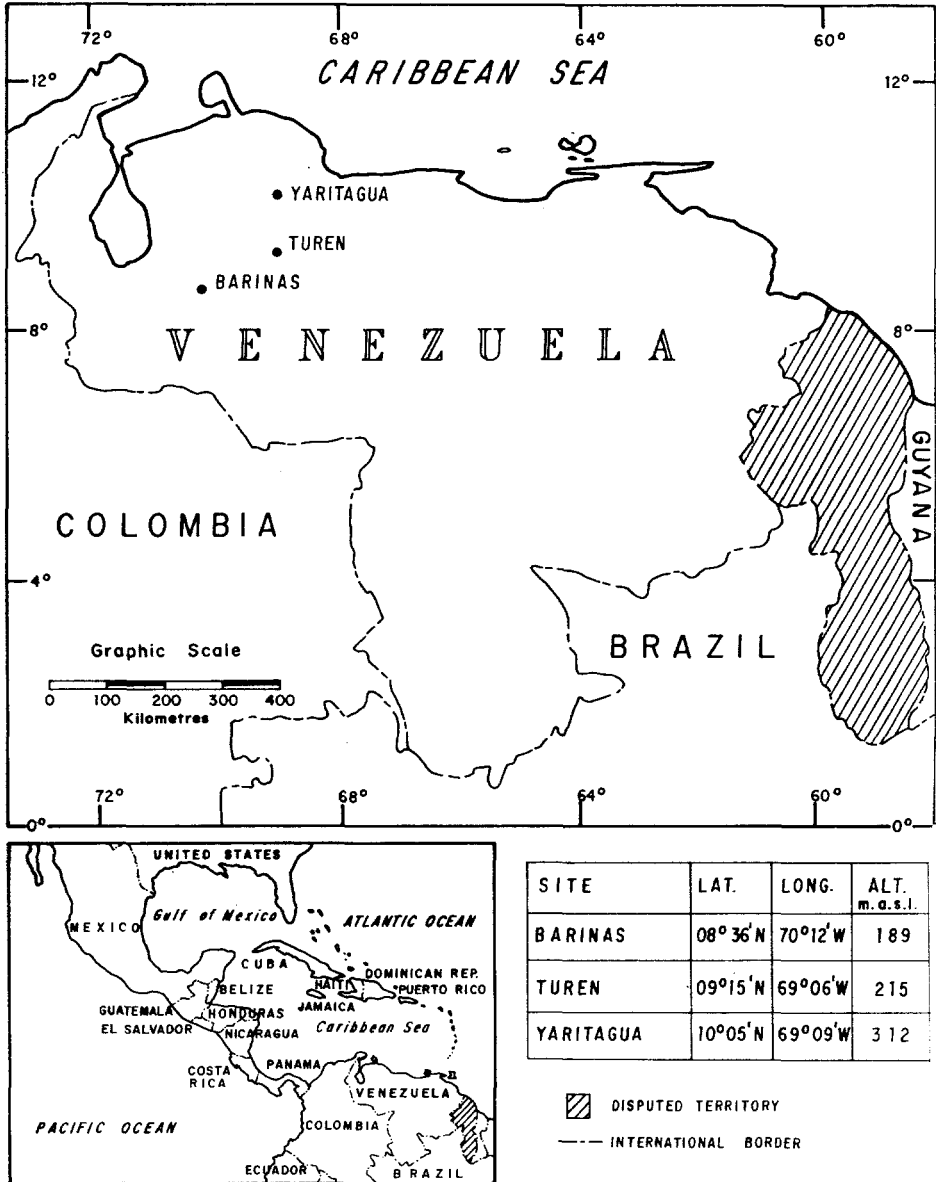 72° 68° 64° 60°
CARIBBEAN SEA
12° 12°
YARITAGUA
TUREN
BARINAS
8° VENEZUELA 8°
GUYANA
COLOMBIA
4°
BRAZIL
Graphic Scale
0 100 200 300 400
Kilometres
72° 68° 64° 60°
0° 0°
UNITED STATES
Gulf of Mexico
ATLANTIC OCEAN
MEXICO
CUBA
DOMINICAN REP.
HAITI
PUERTO RICO
BELIZE
JAMAICA
GUATEMALA
HONDURAS
EL SALVADOR
Caribbean Sea
NICARAGUA
COSTA
RICA
PANAMA
VENEZUELA
COLOMBIA
PACIFIC OCEAN
ECUADOR
BRAZIL
SITE LAT. LONG. ALT.
m.a.s.l.
BARINAS 08°36'N 70°12'W 189
TUREN 09°15'N 69°06'W 215
YARITAGUA 10°05'N 69°09'W 312
DISPUTED TERRITORY
INTERNATIONAL BORDER